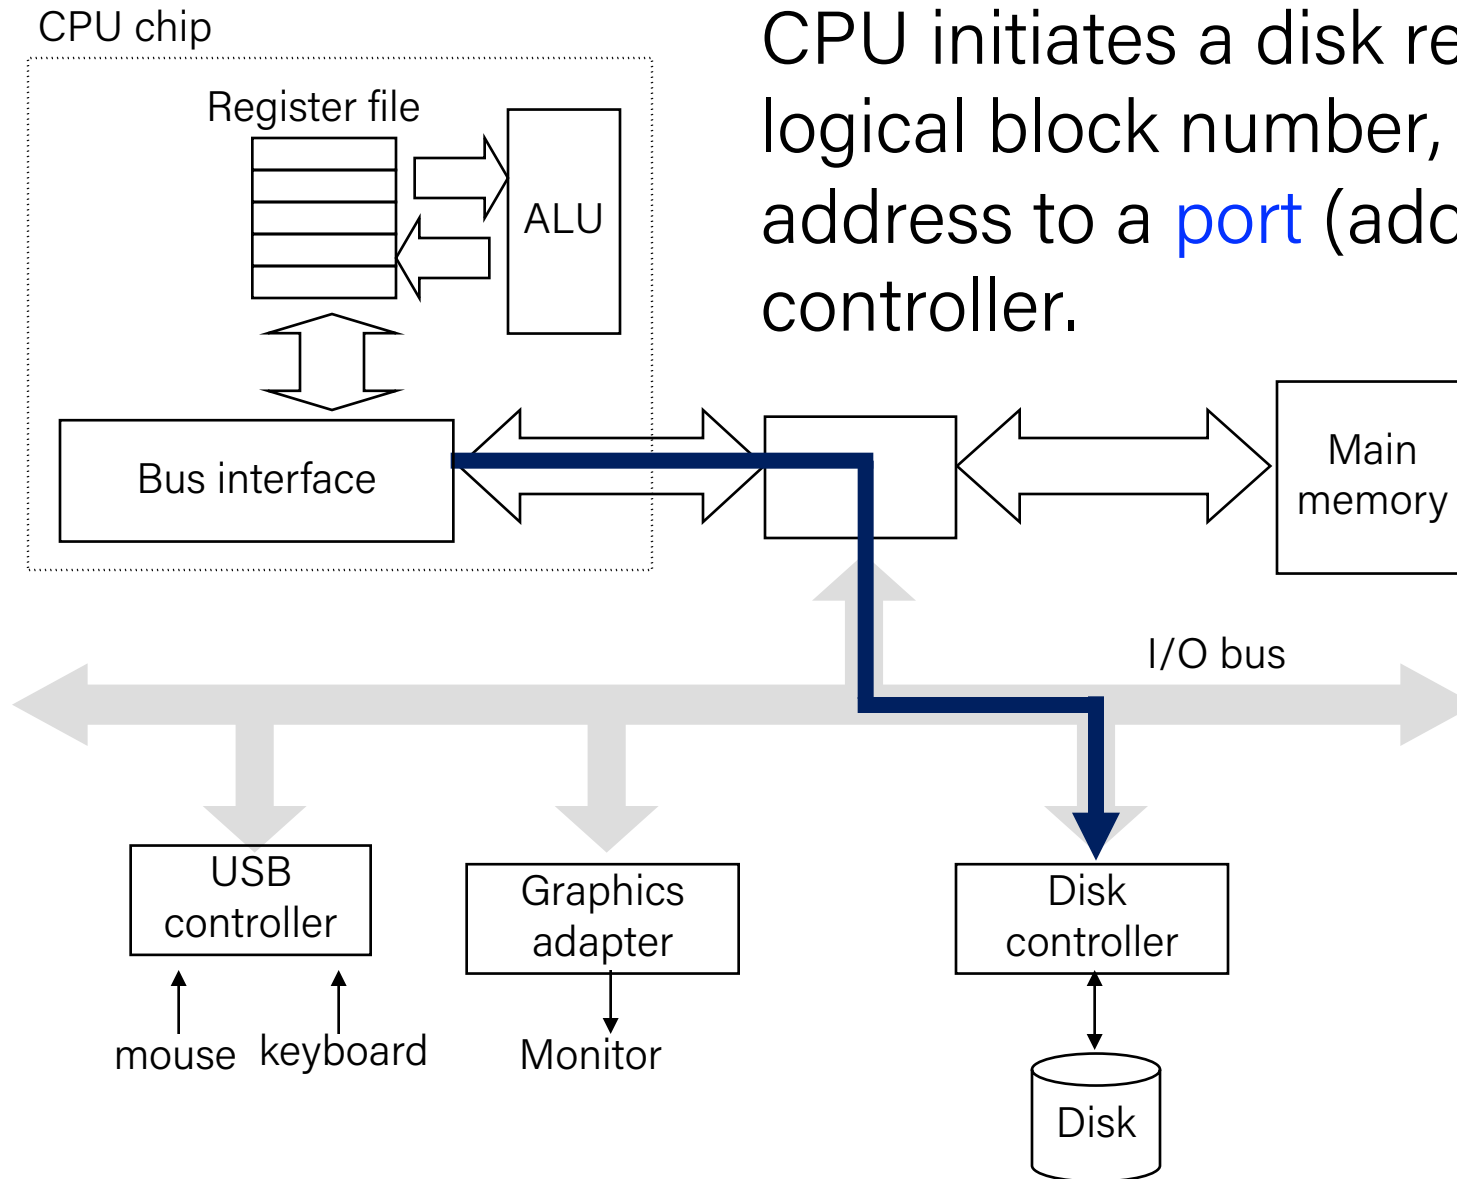 CPU chip
CPU initiates a disk re
logical block number,
address to a port (add
controller.
Register file
ALU
Bus interface
Main
memory
I/O bus
USB
controller
Graphics
adapter
Disk
controller
mouse keyboard
Monitor
Disk